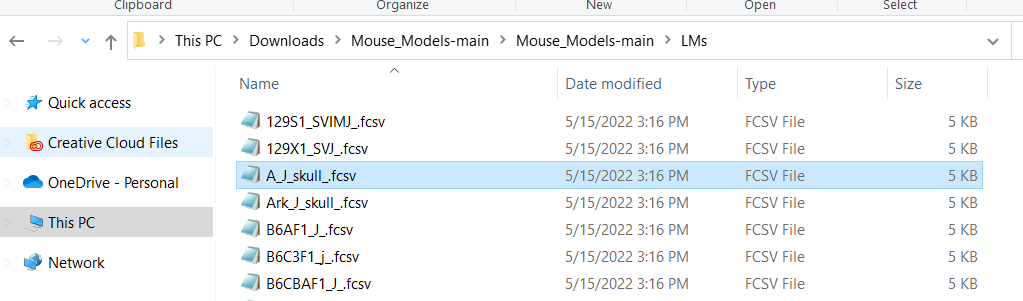 Clipboard Organize New Open Select
This PC Downloads Mouse_Models-main Mouse_Models-main LMs
Name Date modified Type Size
Quick access
Creative Cloud Files
OneDrive - Personal
This PC
Network
129S1_SVIMJ_.fcsv 5/15/2022 3:16 PM FCSV File 5 KB
129X1_SVJ_.fcsv 5/15/2022 3:16 PM FCSV File 5 KB
A_J_skull_.fcsv 5/15/2022 3:16 PM FCSV File 5 KB
Ark_J_skull_.fcsv 5/15/2022 3:16 PM FCSV File 5 KB
B6AF1_J_.fcsv 5/15/2022 3:16 PM FCSV File 5 KB
B6C3F1_j_.fcsv 5/15/2022 3:16 PM FCSV File 5 KB
B6CBAF1_J_.fcsv 5/15/2022 3:16 PM FCSV File 5 KB